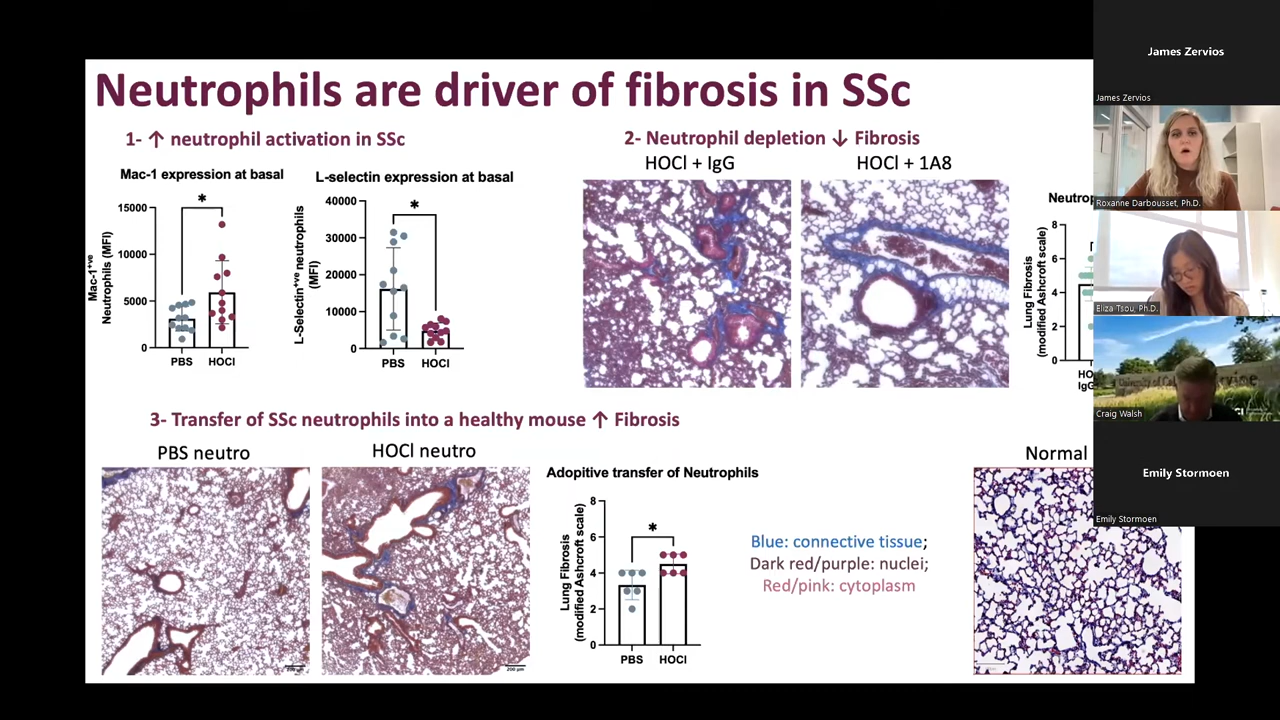 Neutrophils are driver of fibrosis in SSc
1- ↑ neutrophil activation in SSc
Mac-1 expression at basal
*
15000
10000
5000
0
Mac-1+ve
Neutrophils (MFI)
PBS
HOCl
L-selectin expression at basal
*
40000
30000
20000
10000
0
L-Selectin+ve neutrophils
(MFI)
PBS
HOCl
2- Neutrophil depletion ↓ Fibrosis
HOCl + IgG
HOCl + 1A8
8
6
4
2
0
Lung Fibrosis
(modified Ashcroft scale)
3- Transfer of SSc neutrophils into a healthy mouse ↑ Fibrosis
PBS neutro
HOCl neutro
200 µm
Adopitive transfer of Neutrophils
*
8
6
4
2
0
Lung Fibrosis
(modified Ashcroft scale)
PBS
HOCl
Blue: connective tissue;
Dark red/purple: nuclei;
Red/pink: cytoplasm
Normal
James Zervios
James Zervios
Roxanne Darbousset, Ph.D.
Eliza Tsou, Ph.D.
Craig Walsh
Emily Stormoen
Emily Stormoen